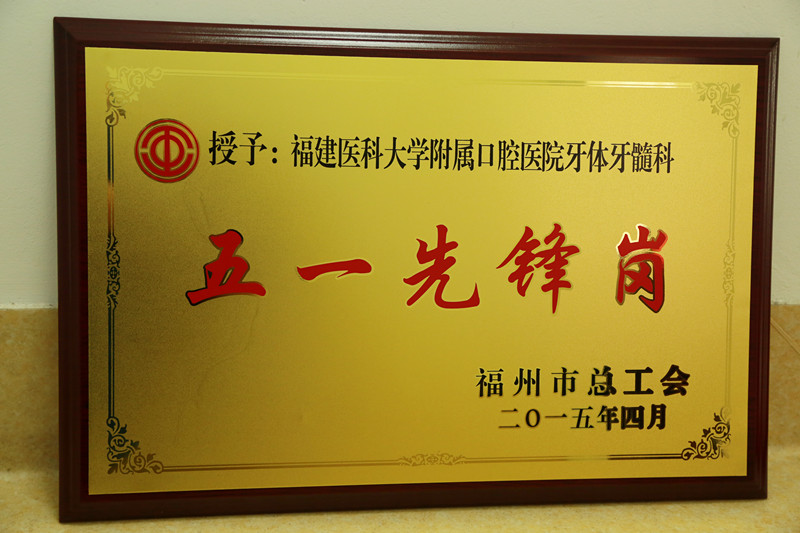 授予：福建医科大学附属口腔医院牙体牙髓科
五一先锋岗
福州市总工会
二〇一五年四月